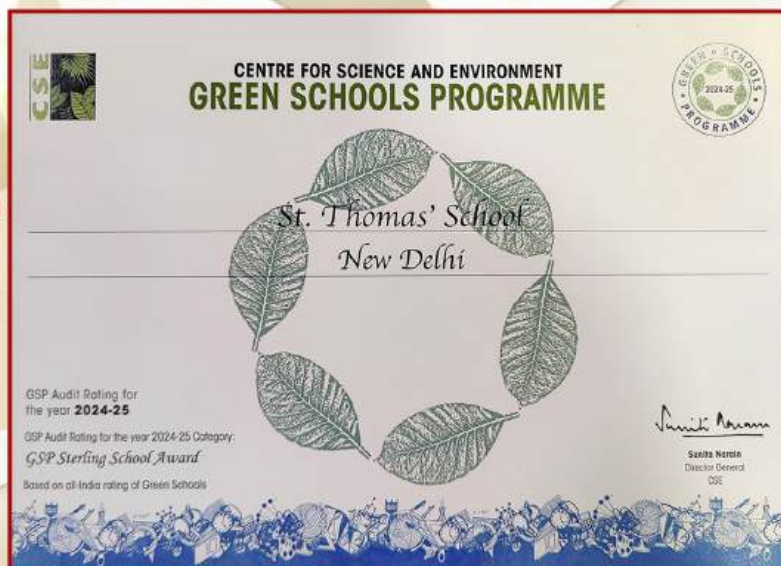 CSE
CENTRE FOR SCIENCE AND ENVIRONMENT
GREEN SCHOOLS PROGRAMME
GREEN SCHOOLS
2024-25
PROGRAMME
St. Thomas' School
New Delhi
GSP Audit Rating for
the year 2024-25
GSP Audit Rating for the year 2024-25 Category:
GSP Sterling School Award
Based on all-India rating of Green Schools
Sunita Narain
Sunita Narain
Director General
CSE